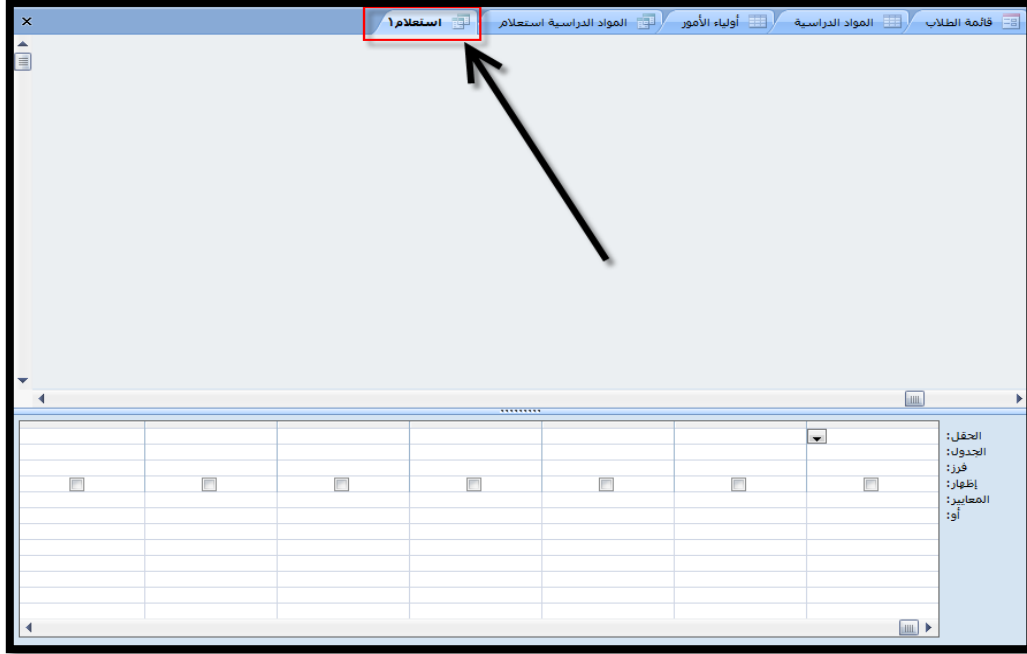 قائمة الطلاب
المواد الدراسية
أولياء الأمور
المواد الدراسية استعلام
استعلام١
الحقل:
الجدول:
فرز:
إظهار:
المعايير:
أو: